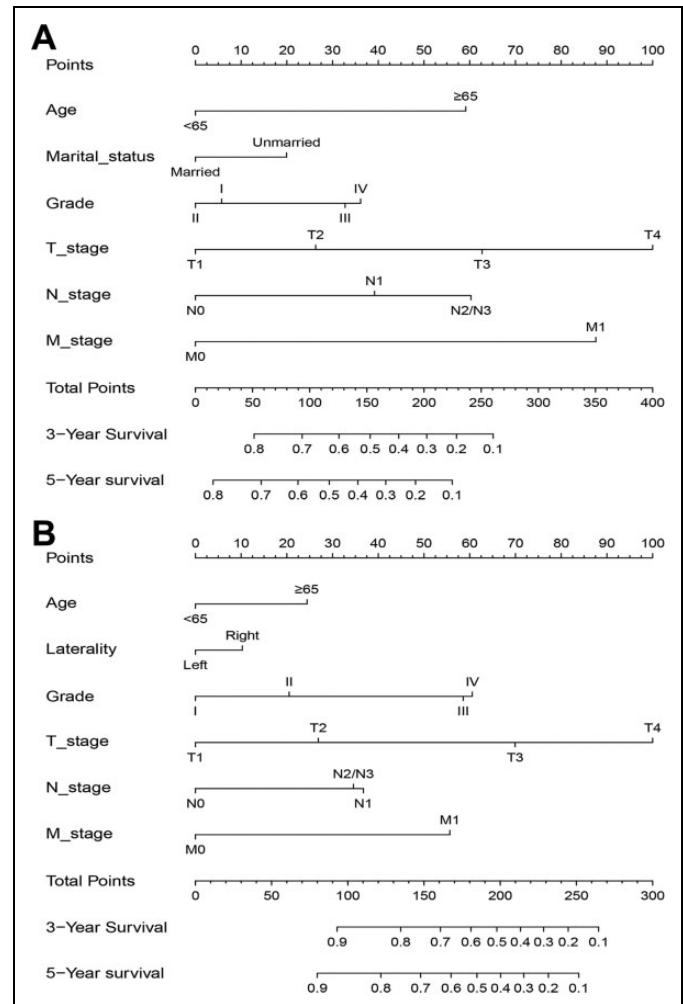 A
0 10 20 30 40 50 60 70 80 90 100
Points
≥65
Age
<65
Unmarried
Marital_status
Married
I IV
Grade
II III
T2 T4
T_stage
T1 T3
N1
N_stage
N0 N2/N3
M1
M_stage
M0
Total Points
0 50 100 150 200 250 300 350 400
3−Year Survival
0.8 0.7 0.6 0.5 0.4 0.3 0.2 0.1
5−Year survival
0.8 0.7 0.6 0.5 0.4 0.3 0.2 0.1
B
0 10 20 30 40 50 60 70 80 90 100
Points
≥65
Age
<65
Right
Laterality
Left
II IV
Grade
I III
T2 T4
T_stage
T1 T3
N2/N3
N_stage
N0 N1
M1
M_stage
M0
Total Points
0 50 100 150 200 250 300
3−Year Survival
0.9 0.8 0.7 0.6 0.5 0.4 0.3 0.2 0.1
5−Year survival
0.9 0.8 0.7 0.6 0.5 0.4 0.3 0.2 0.1